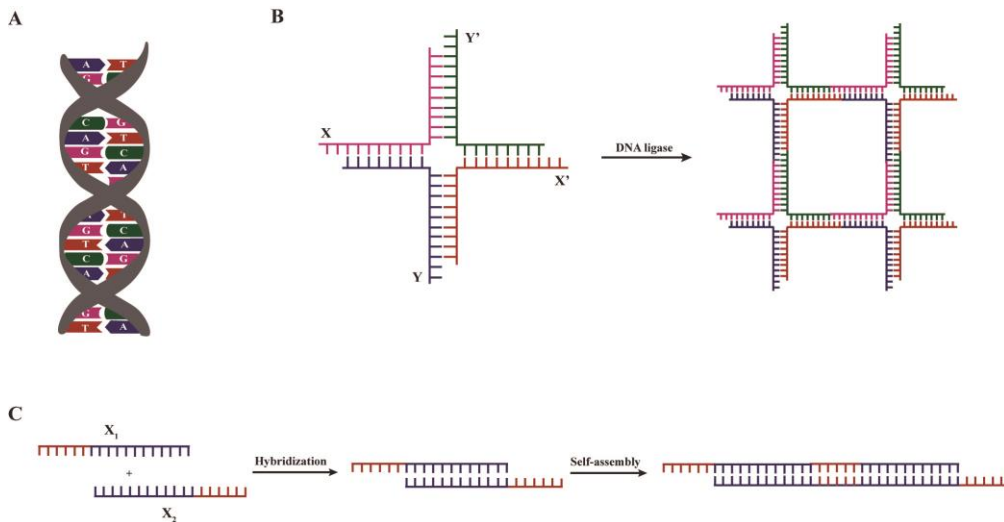 A
A T
G
C G
A T
G C
T A
G C
T A
C G
A
G
T A
B
Y'
X
X'
Y
DNA ligase
C
X₁
+
X₂
Hybridization
Self-assembly